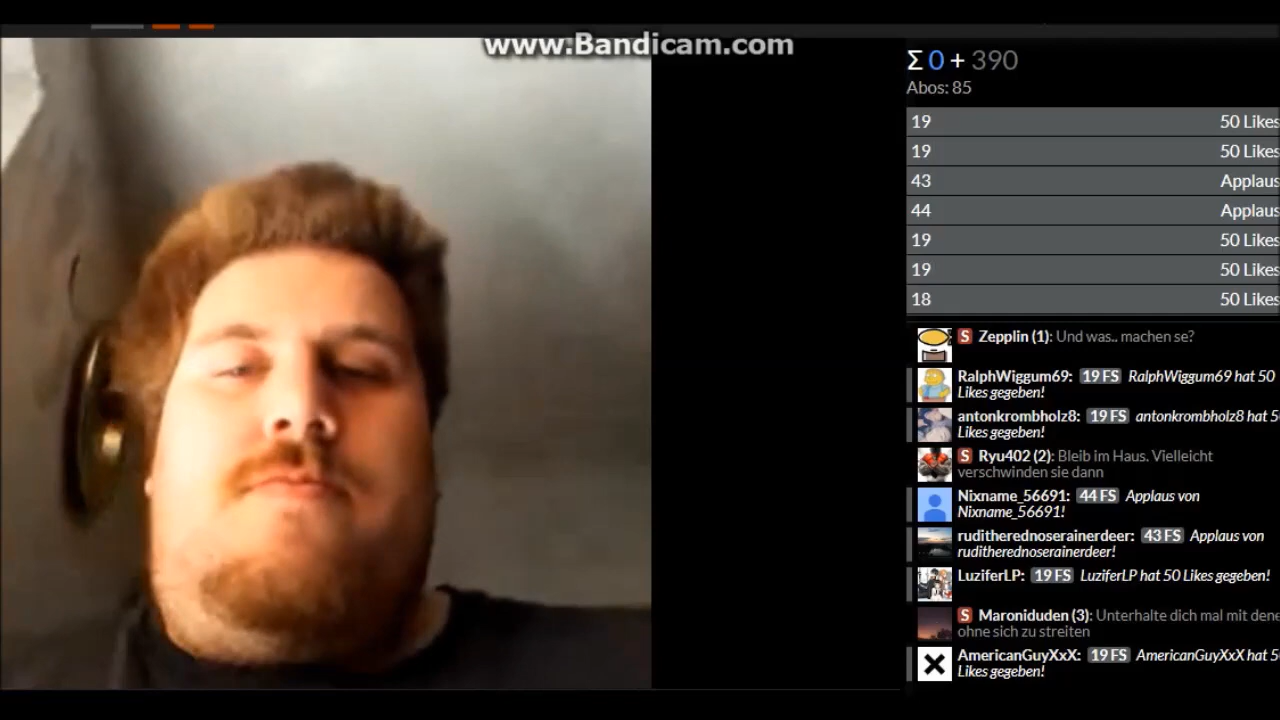 www.Bandicam.com
Σ 0 + 390
Abos: 85
19 50 Likes
19 50 Likes
43 Applaus
44 Applaus
19 50 Likes
19 50 Likes
18 50 Likes
S Zepplin (1): Und was.. machen se?
RalphWiggum69: 19 FS RalphWiggum69 hat 50
Likes gegeben!
antonkrombholz8: 19 FS antonkrombholz8 hat 50
Likes gegeben!
S Ryu402 (2): Bleib im Haus. Vielleicht
verschwinden sie dann
Nixname_56691: 44 FS Applaus von
Nixname_56691!
ruditherednoserainerdeer: 43 FS Applaus von
ruditherednoserainerdeer!
LuziferLP: 19 FS LuziferLP hat 50 Likes gegeben!
S Maroniduden (3): Unterhalte dich mal mit dene
ohne sich zu streiten
AmericanGuyXxX: 19 FS AmericanGuyXxX hat 50
Likes gegeben!